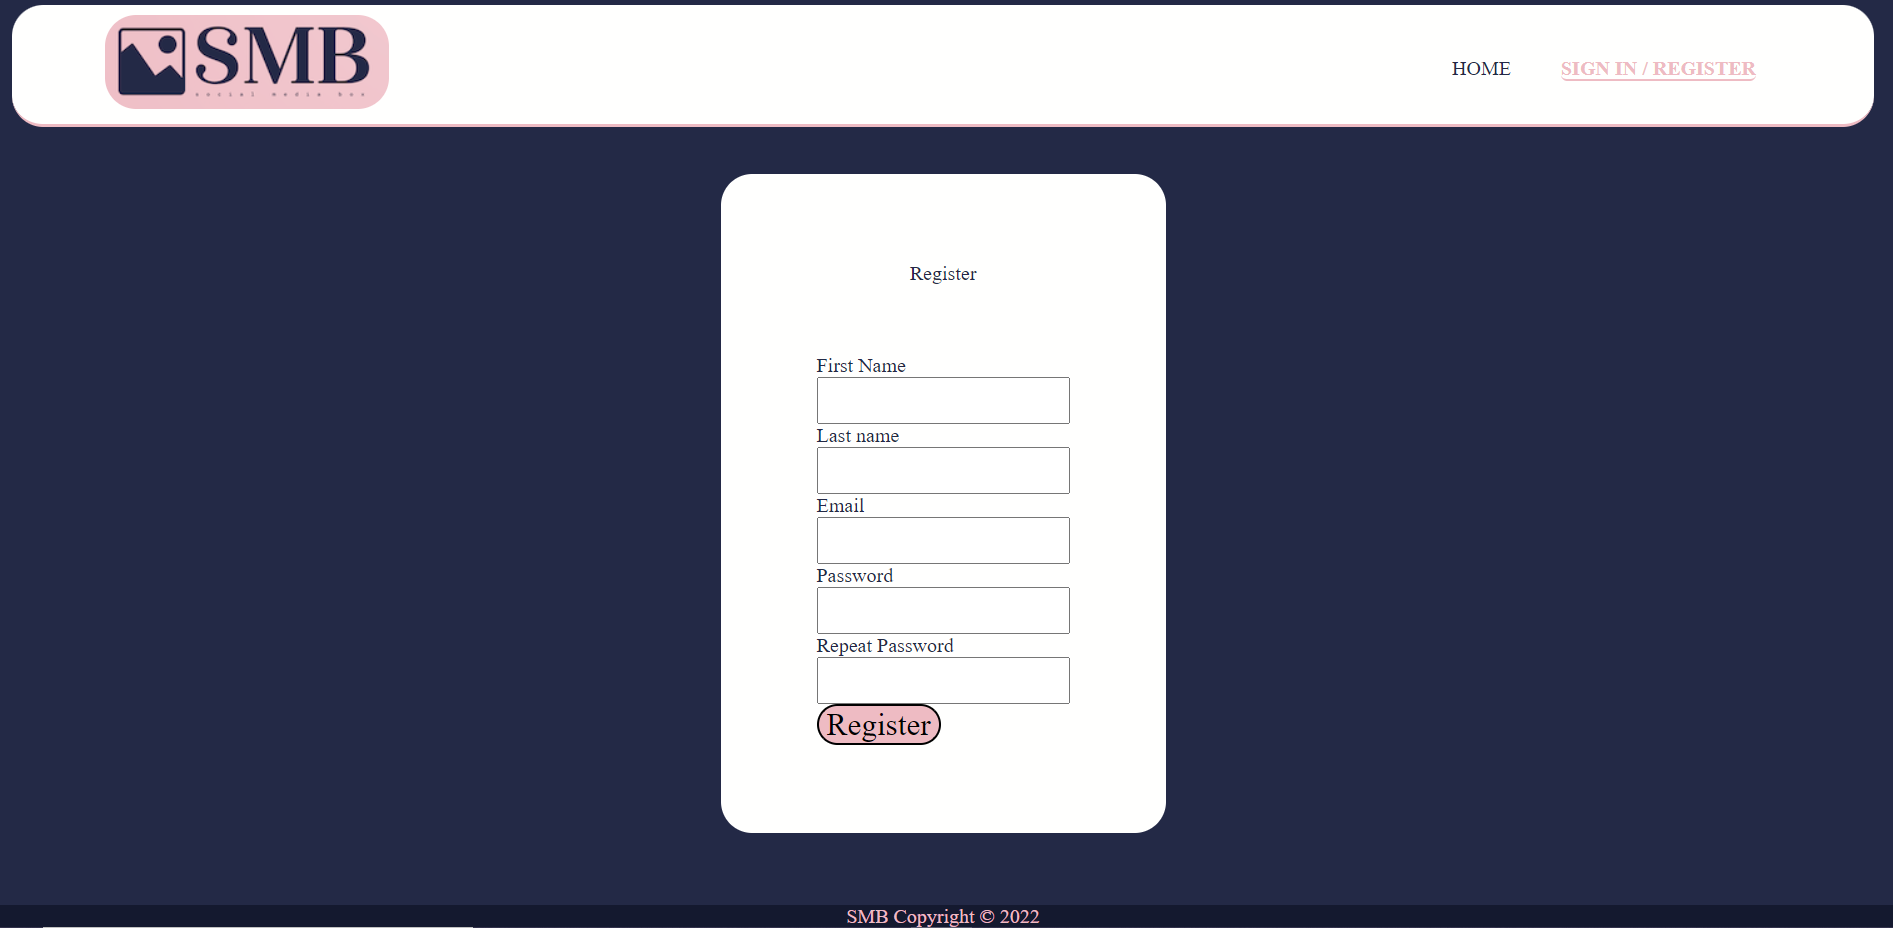 SMB
social media box
HOME
SIGN IN / REGISTER
Register
First Name
Last name
Email
Password
Repeat Password
Register
SMB Copyright © 2022